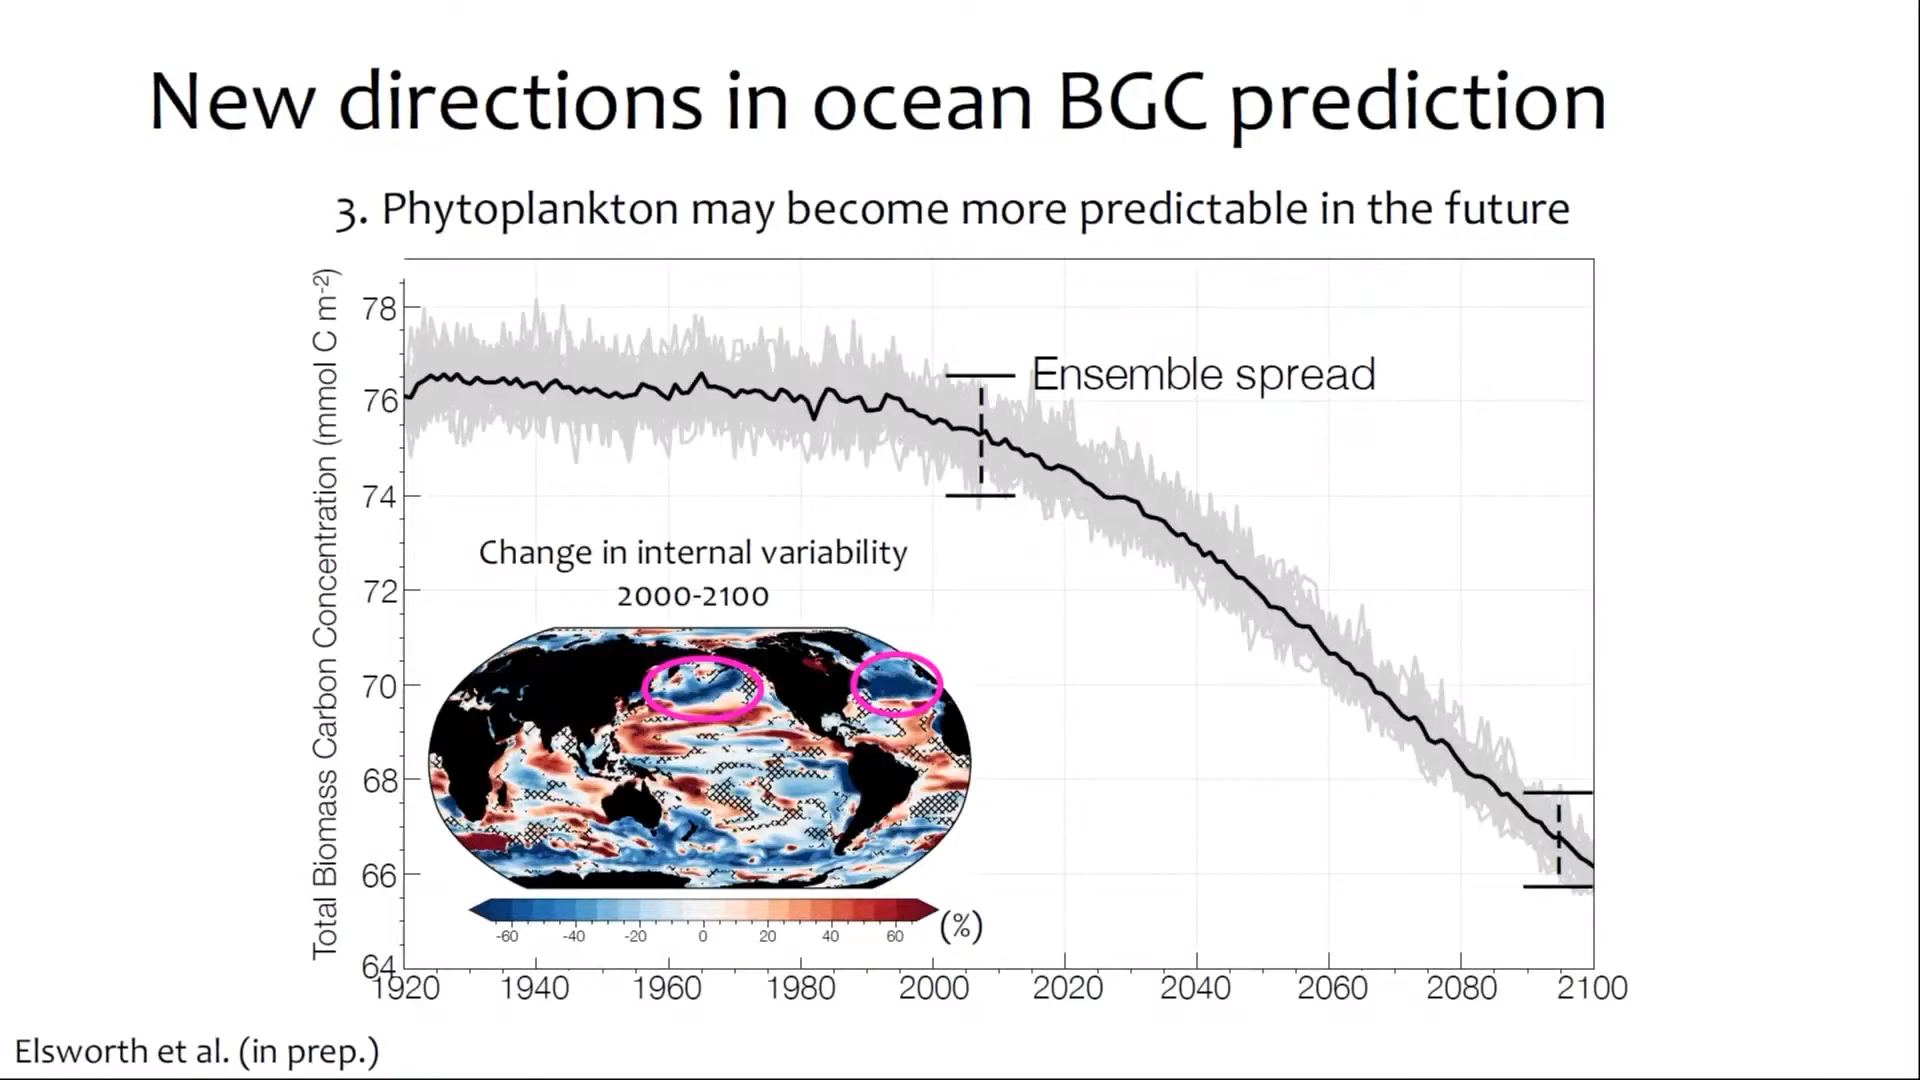 New directions in ocean BGC prediction
3. Phytoplankton may become more predictable in the future
Total Biomass Carbon Concentration (mmol C m-2)
78
76
74
72
70
68
66
64
Ensemble spread
Change in internal variability
2000-2100
-60 -40 -20 0 20 40 60
(%)
1920 1940 1960 1980 2000 2020 2040 2060 2080 2100
Elsworth et al. (in prep.)